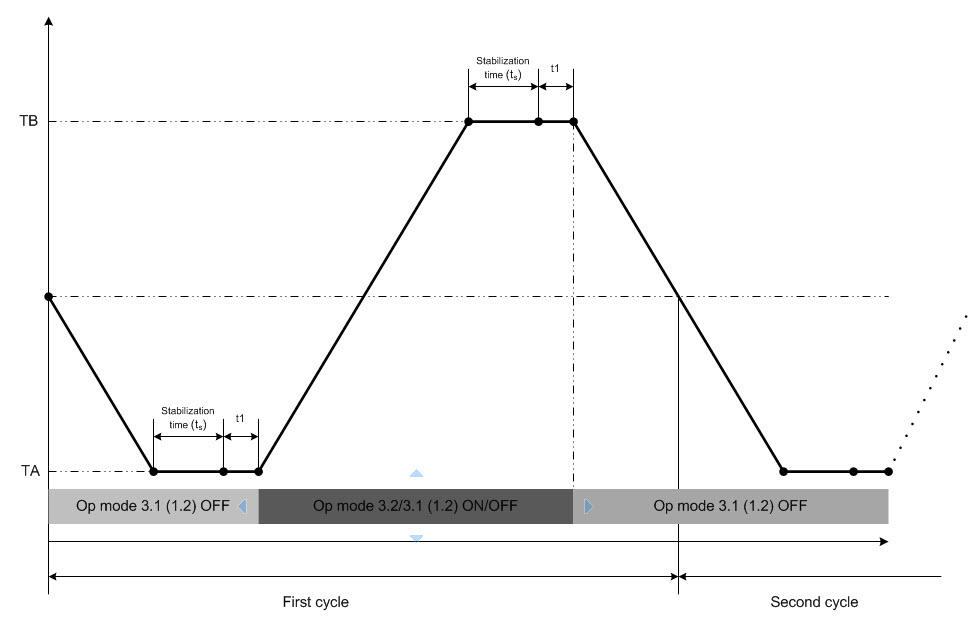 Stabilization
time (ts)
t1
TB
Stabilization
time (ts)
t1
TA
Op mode 3.1 (1.2) OFF
Op mode 3.2/3.1 (1.2) ON/OFF
Op mode 3.1 (1.2) OFF
First cycle
Second cycle